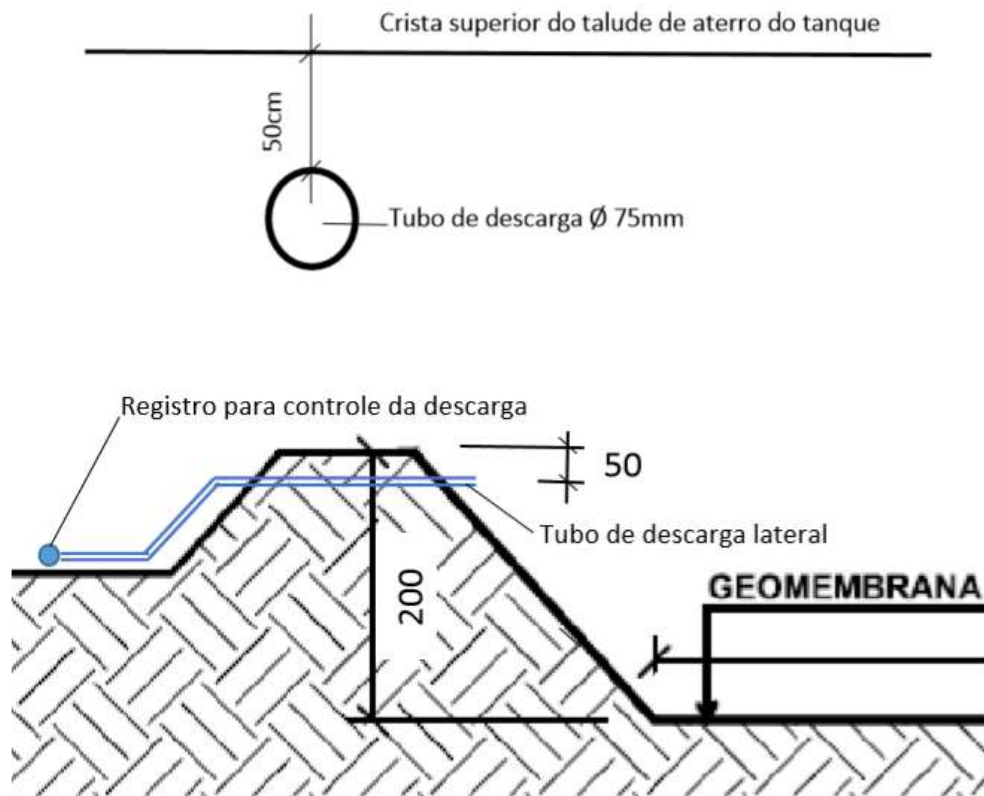 Crista superior do talude de aterro do tanque
50cm
Tubo de descarga Ø 75mm
Registro para controle da descarga
50
Tubo de descarga lateral
200
GEOMEMBRANA